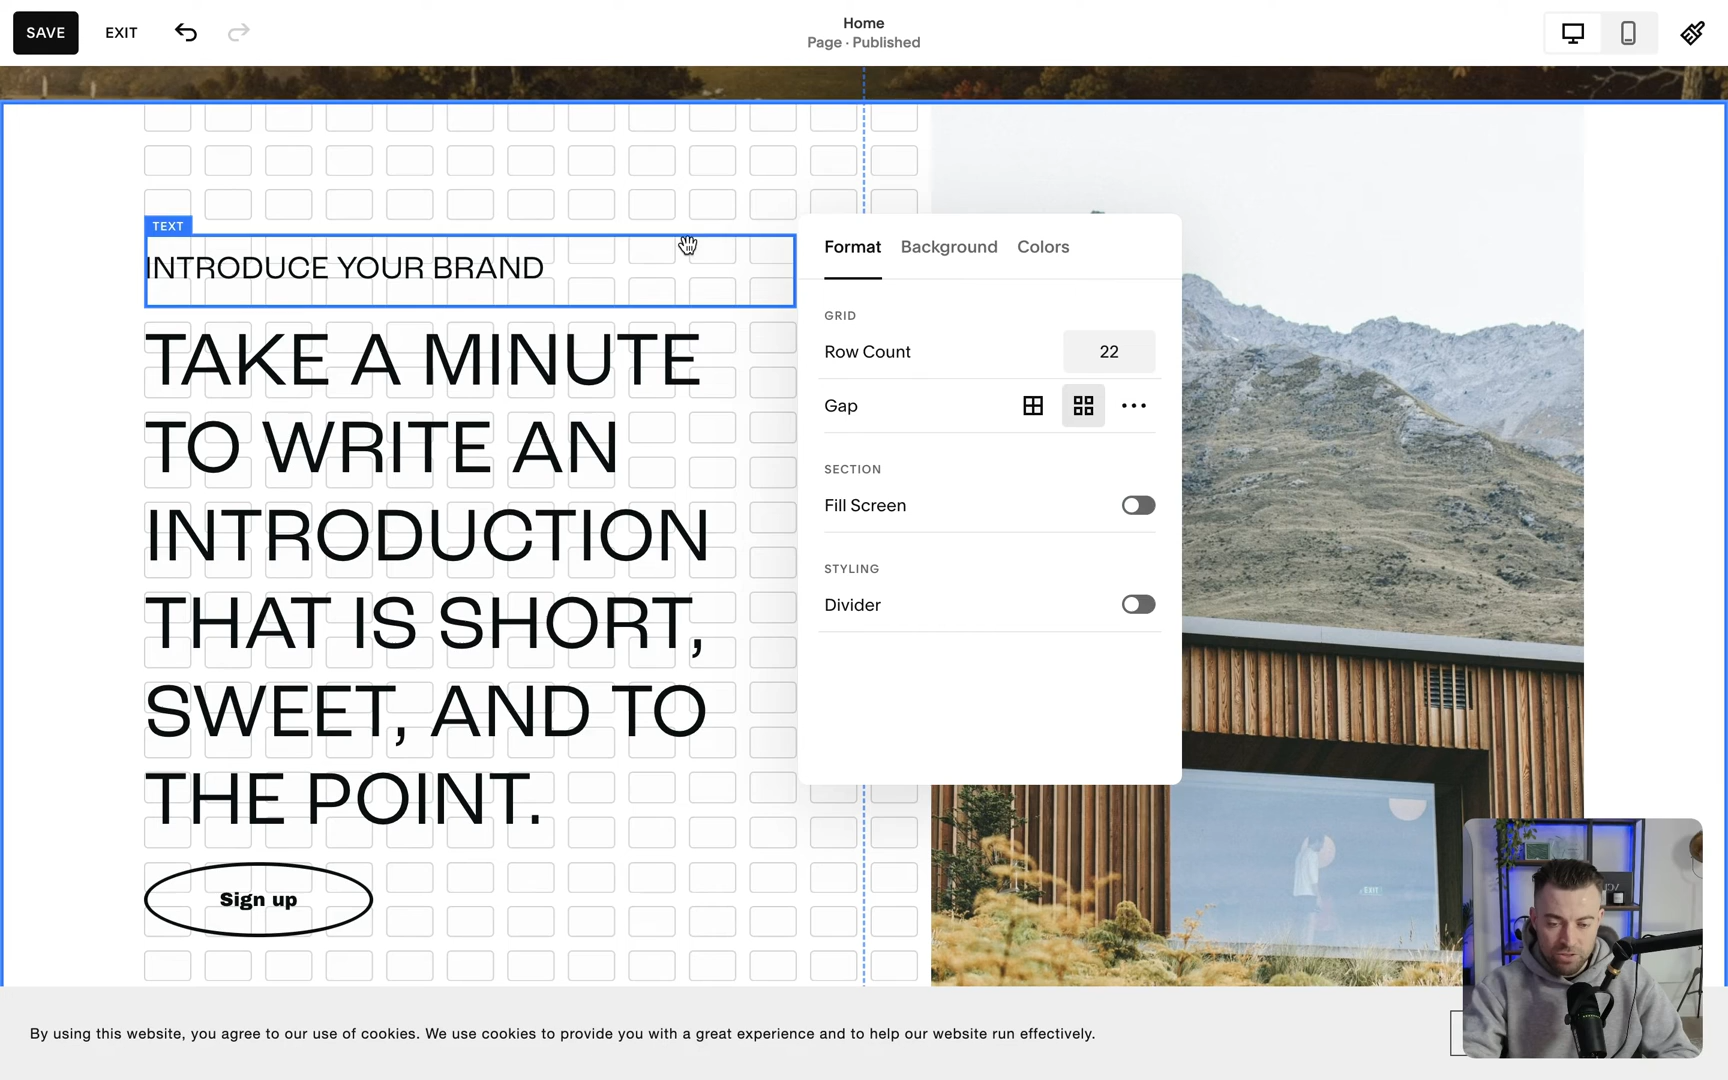 SAVE
EXIT
Home
Page · Published
TEXT
INTRODUCE YOUR BRAND
TAKE A MINUTE
TO WRITE AN
INTRODUCTION
THAT IS SHORT,
SWEET, AND TO
THE POINT.
Sign up
Format Background Colors
GRID
Row Count 22
Gap
SECTION
Fill Screen
STYLING
Divider
EXIT
By using this website, you agree to our use of cookies. We use cookies to provide you with a great experience and to help our website run effectively.